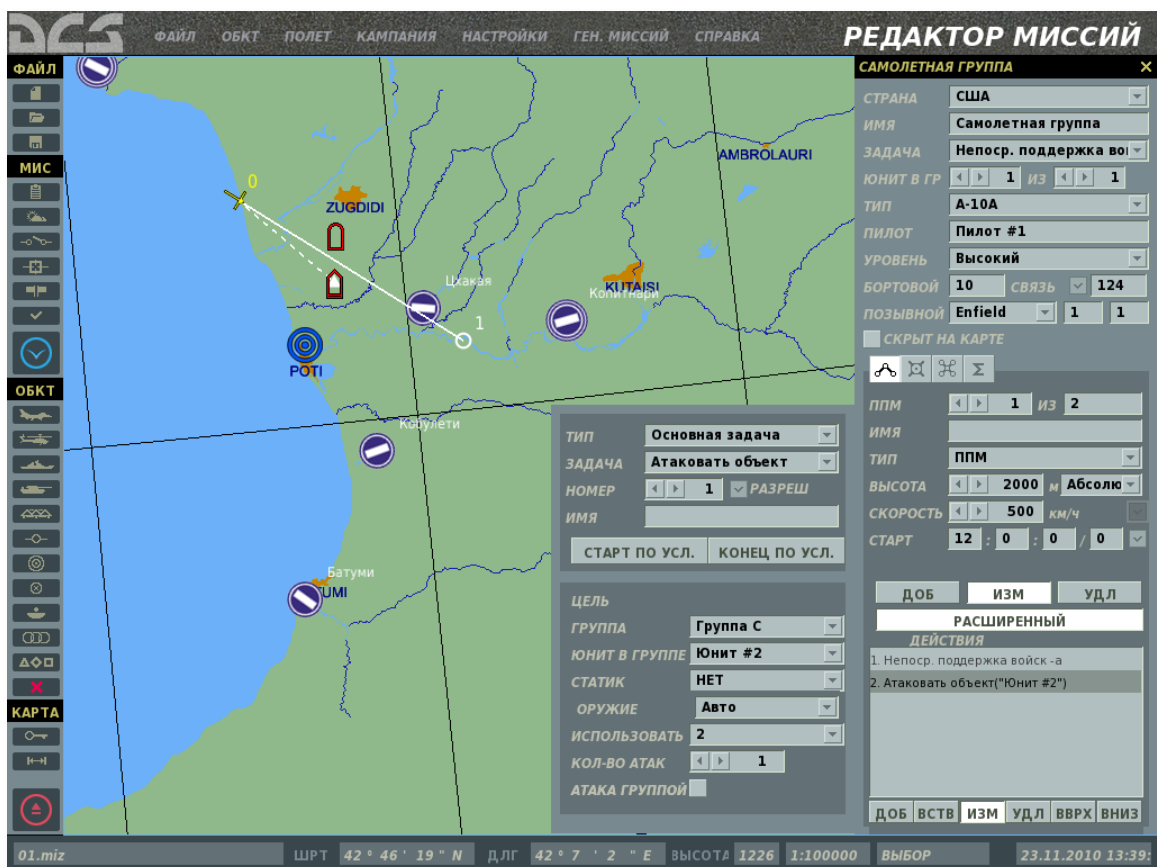 DCS ФАЙЛ ОБКТ ПОЛЕТ КАМПАНИЯ НАСТРОЙКИ ГЕН. МИССИЙ СПРАВКА РЕДАКТОР МИССИЙ
ФАЙЛ
МИС
ОБКТ
КАРТА
0
ZUGDIDI
AMBROLAURI
Цхакая
KUTAISI
Копитнари
1
POTI
Кобулети
Батуми
UMI
ТИП Основная задача
ЗАДАЧА Атаковать объект
НОМЕР 1 РАЗРЕШ
ИМЯ
СТАРТ ПО УСЛ. КОНЕЦ ПО УСЛ.
ЦЕЛЬ
ГРУППА Группа С
ЮНИТ В ГРУППЕ Юнит #2
СТАТИК НЕТ
ОРУЖИЕ Авто
ИСПОЛЬЗОВАТЬ 2
КОЛ-ВО АТАК 1
АТАКА ГРУППОЙ
САМОЛЕТНАЯ ГРУППА
СТРАНА США
ИМЯ Самолетная группа
ЗАДАЧА Непоср. поддержка вой
ЮНИТ В ГР 1 ИЗ 1
ТИП A-10A
ПИЛОТ Пилот #1
УРОВЕНЬ Высокий
БОРТОВОЙ 10 СВЯЗЬ 124
ПОЗЫВНОЙ Enfield 1 1
СКРЫТ НА КАРТЕ
ППМ 1 ИЗ 2
ИМЯ
ТИП ППМ
ВЫСОТА 2000 м Абсолю
СКОРОСТЬ 500 км/ч
СТАРТ 12 : 0 : 0 / 0
ДОБ ИЗМ УДЛ
РАСШИРЕННЫЙ
ДЕЙСТВИЯ
1. Непоср. поддержка войск -a
2. Атаковать объект("Юнит #2")
ДОБ ВСТВ ИЗМ УДЛ ВВРХ ВНИЗ
01.miz ШРТ 42 ° 46 ' 19 " N ДЛГ 42 ° 7 ' 2 " E ВЫСОТА 1226 1:100000 ВЫБОР 23.11.2010 13:39: